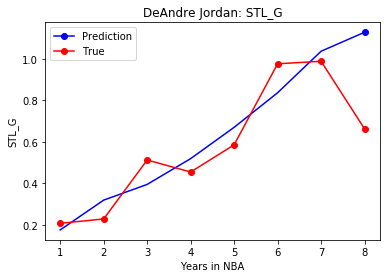 DeAndre Jordan: STL_G
Prediction
True
STL_G
1.0
0.8
0.6
0.4
0.2
1 2 3 4 5 6 7 8
Years in NBA